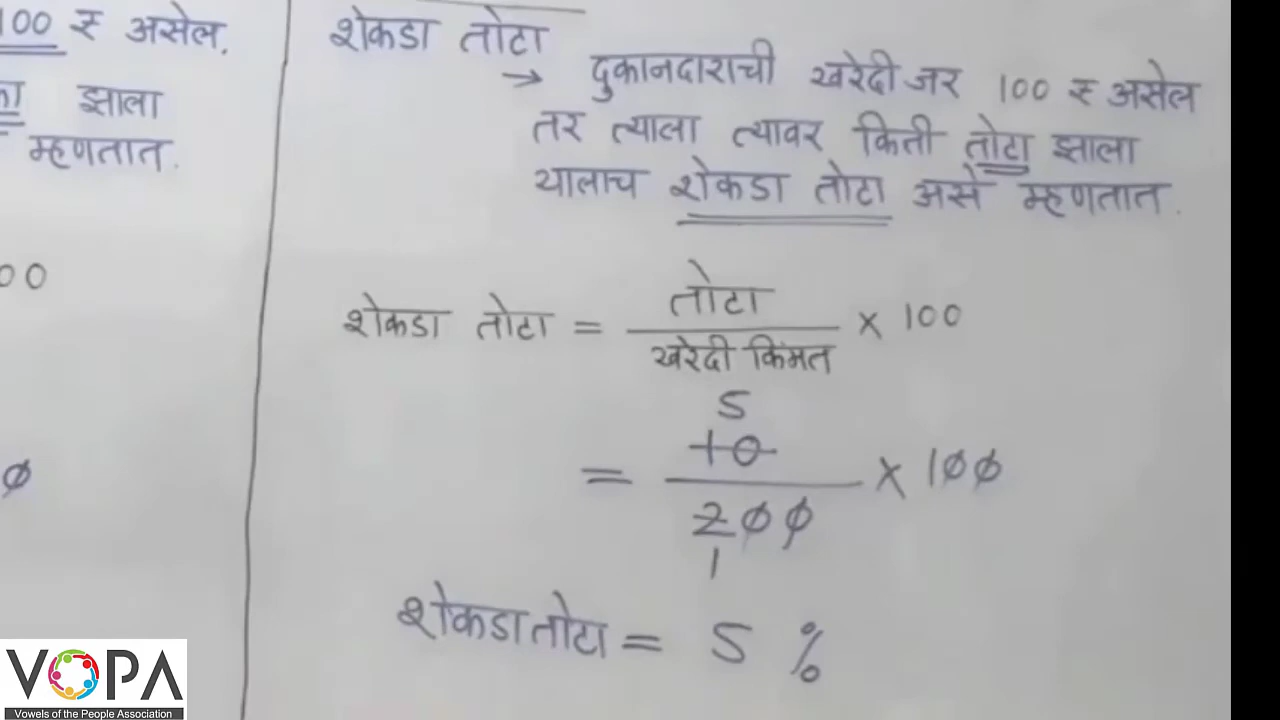 100 ₹ असेल.
का झाला
म्हणतात.
00
0
शेकडा तोटा
→ दुकानदाराची खरेदी जर 100 ₹ असेल
तर त्याला त्यावर किती तोटा झाला
यालाच शेकडा तोटा असे म्हणतात.
शेकडा तोटा = तोटा / खरेदी किंमत × 100
5
= 10 / 200 × 100
1
शेकडा तोटा = 5 %
VOPA
Vowels of the People Association